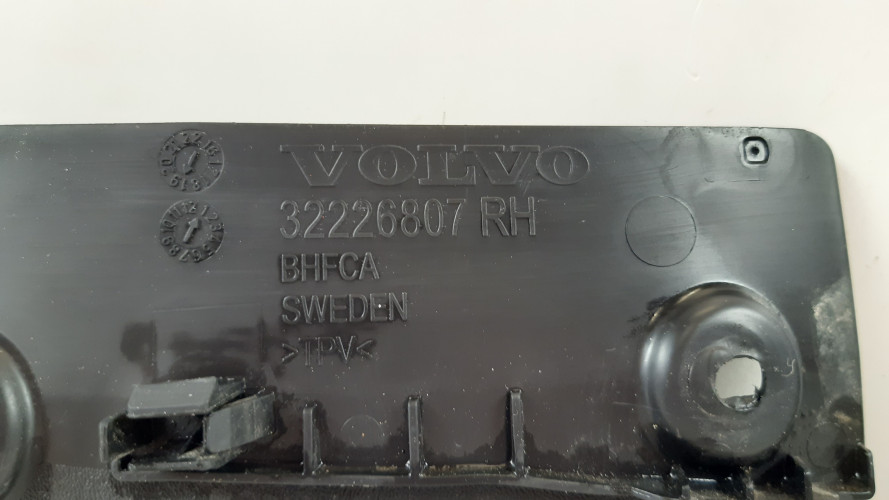 VOLVO
32226807 RH
BHFCA
SWEDEN
>TPV<